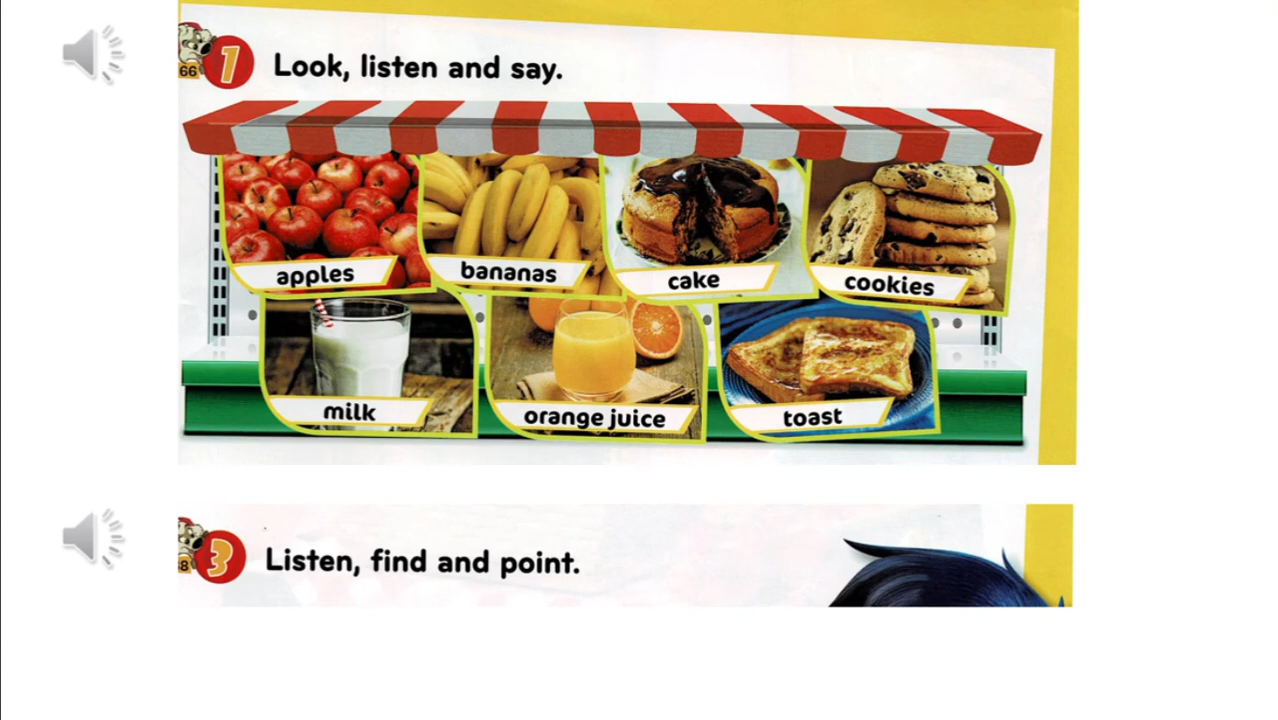 66 1 Look, listen and say.
apples bananas cake cookies
milk orange juice toast
3 Listen, find and point.